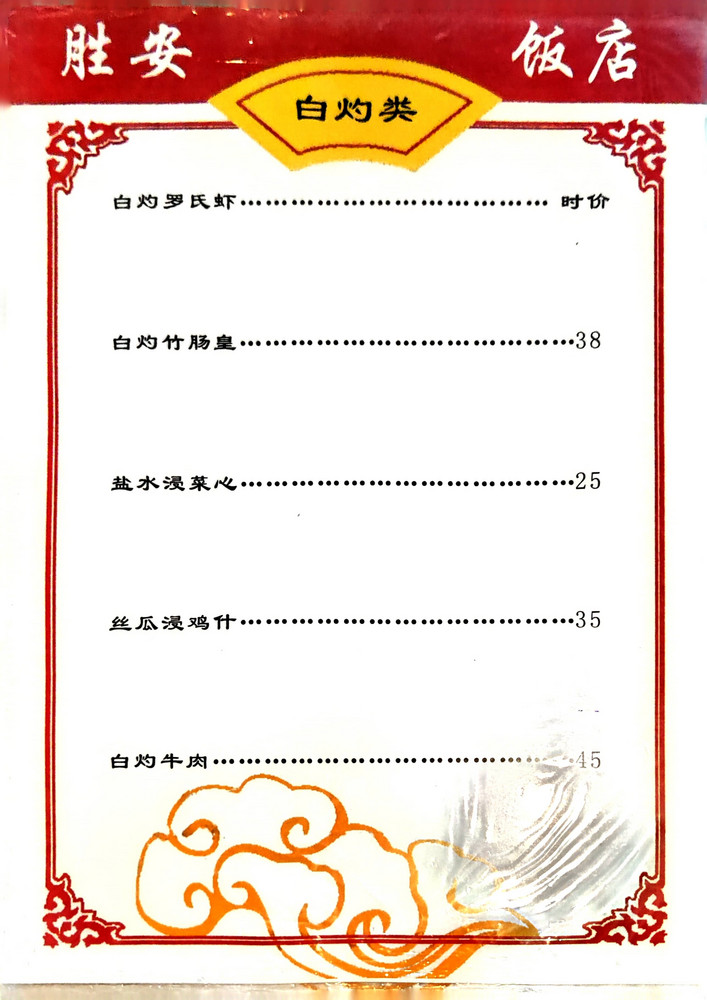 胜安 饭店
白灼类
白灼罗氏虾………………………………时价
白灼竹肠皇…………………………………38
盐水浸菜心…………………………………25
丝瓜浸鸡什…………………………………35
白灼牛肉……………………………………45